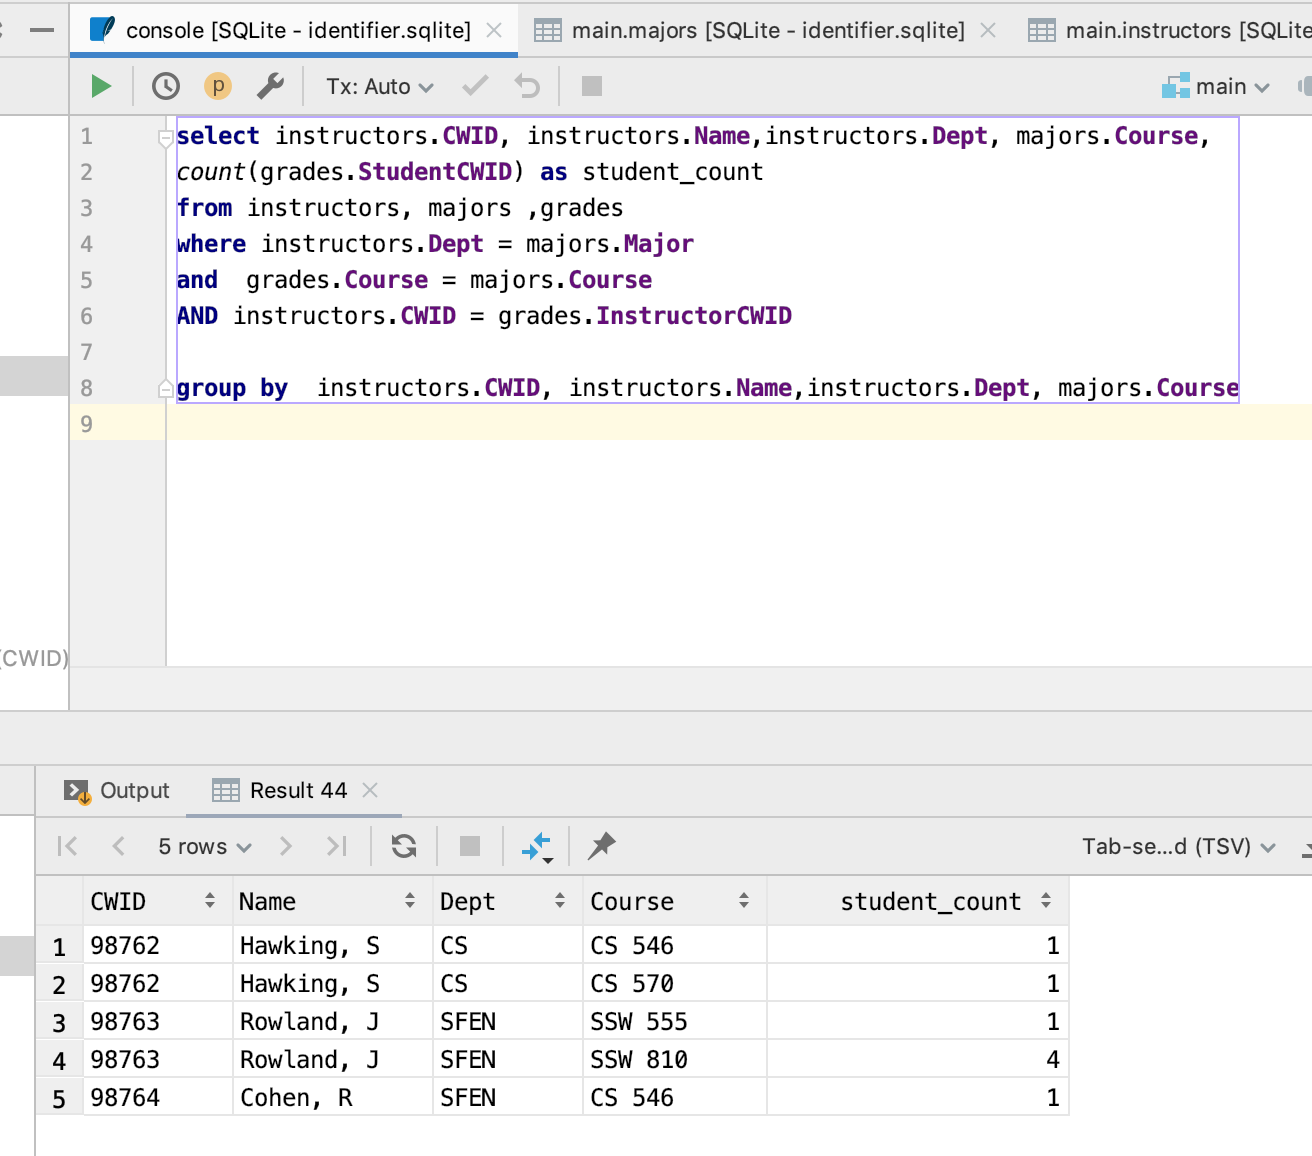 console [SQLite - identifier.sqlite] main.majors [SQLite - identifier.sqlite] main.instructors [SQLite
p Tx: Auto main
1 select instructors.CWID, instructors.Name,instructors.Dept, majors.Course,
2 count(grades.StudentCWID) as student_count
3 from instructors, majors ,grades
4 where instructors.Dept = majors.Major
5 and  grades.Course = majors.Course
6 AND instructors.CWID = grades.InstructorCWID
7
8 group by  instructors.CWID, instructors.Name,instructors.Dept, majors.Course
9
(CWID)
Output Result 44
5 rows Tab-se...d (TSV)
CWID Name Dept Course student_count
1 98762 Hawking, S CS CS 546 1
2 98762 Hawking, S CS CS 570 1
3 98763 Rowland, J SFEN SSW 555 1
4 98763 Rowland, J SFEN SSW 810 4
5 98764 Cohen, R SFEN CS 546 1